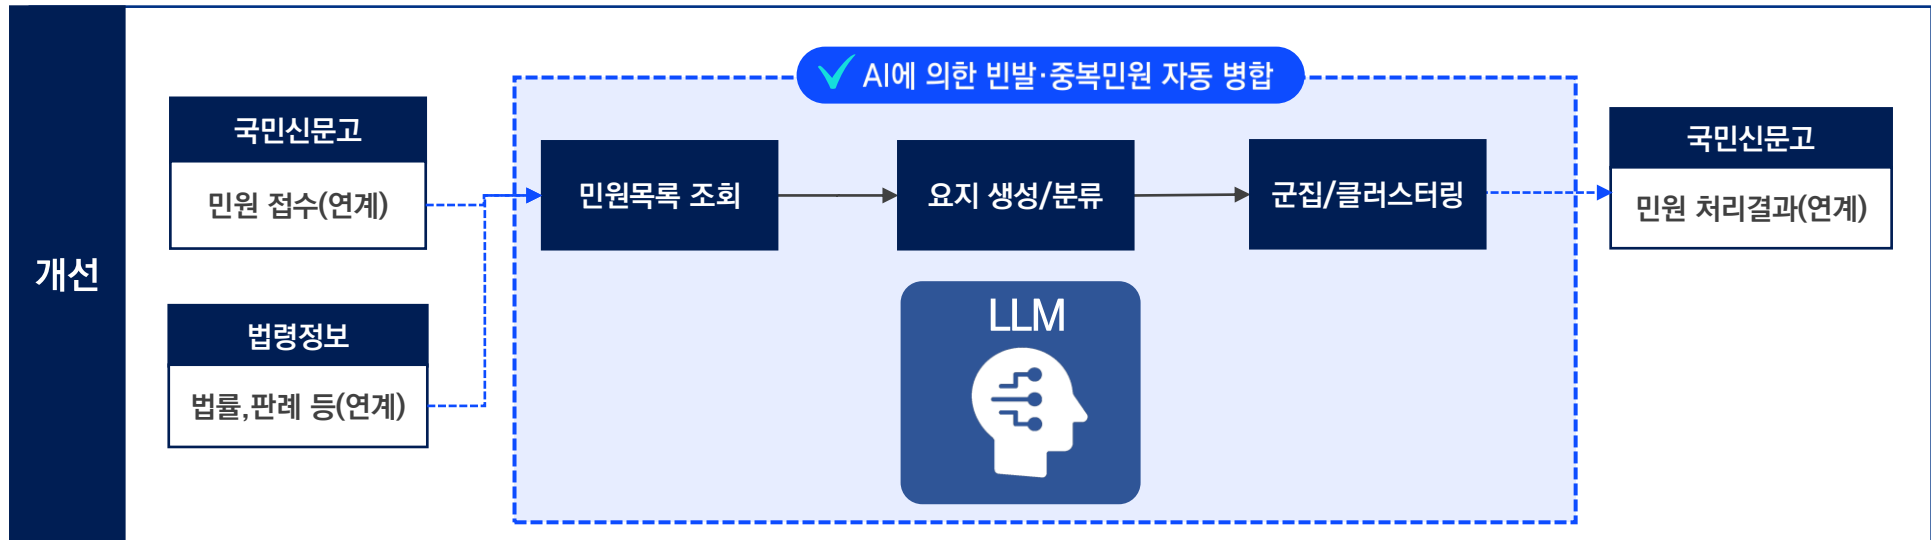 개선
AI에 의한 빈발·중복민원 자동 병합
국민신문고
민원 접수(연계)
법령정보
법률,판례 등(연계)
민원목록 조회
요지 생성/분류
군집/클러스터링
LLM
국민신문고
민원 처리결과(연계)